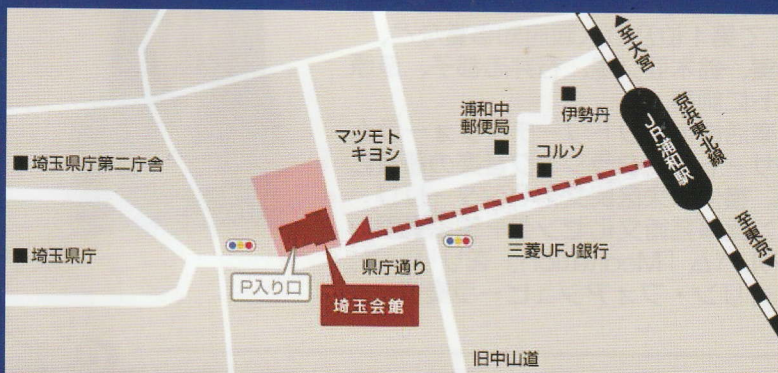 ▲至大宮
京浜東北線
JR浦和駅
至東京▼
■伊勢丹
浦和中
郵便局■
コルソ
■
マツモト
キヨシ
■
■埼玉県庁第二庁舎
■埼玉県庁
■
三菱UFJ銀行
県庁通り
P入り口
埼玉会館
旧中山道